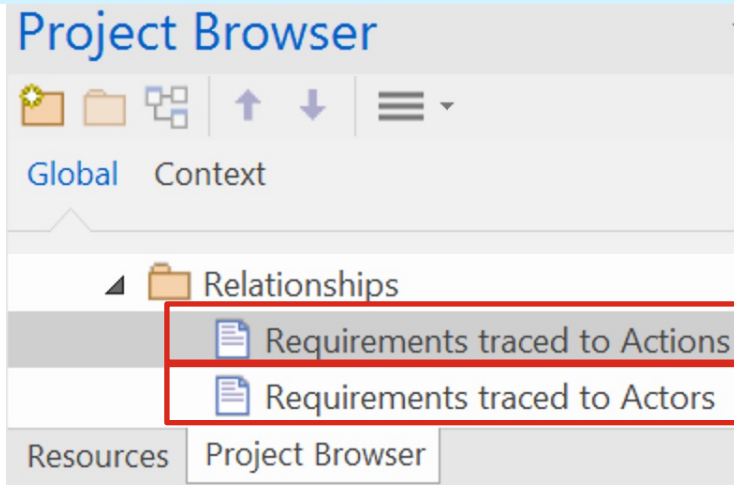 Project Browser
Global Context
Relationships
Requirements traced to Actions
Requirements traced to Actors
Resources Project Browser